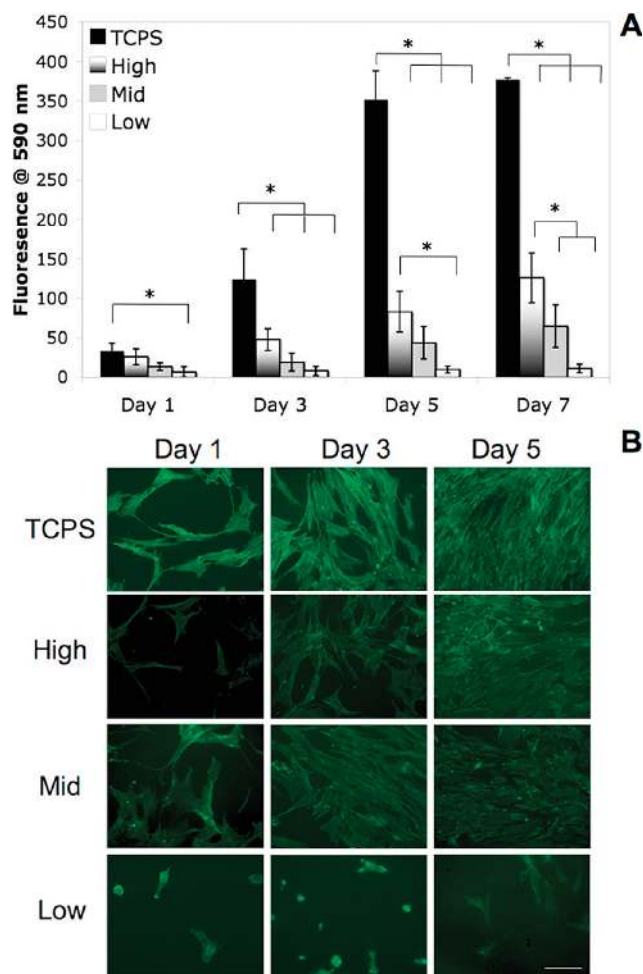 A
450
400
350
300
250
200
150
100
50
0
Fluoresence @ 590 nm
TCPS
High
Mid
Low
*
*
*
*
*
*
Day 1 Day 3 Day 5 Day 7
B
Day 1 Day 3 Day 5
TCPS
High
Mid
Low